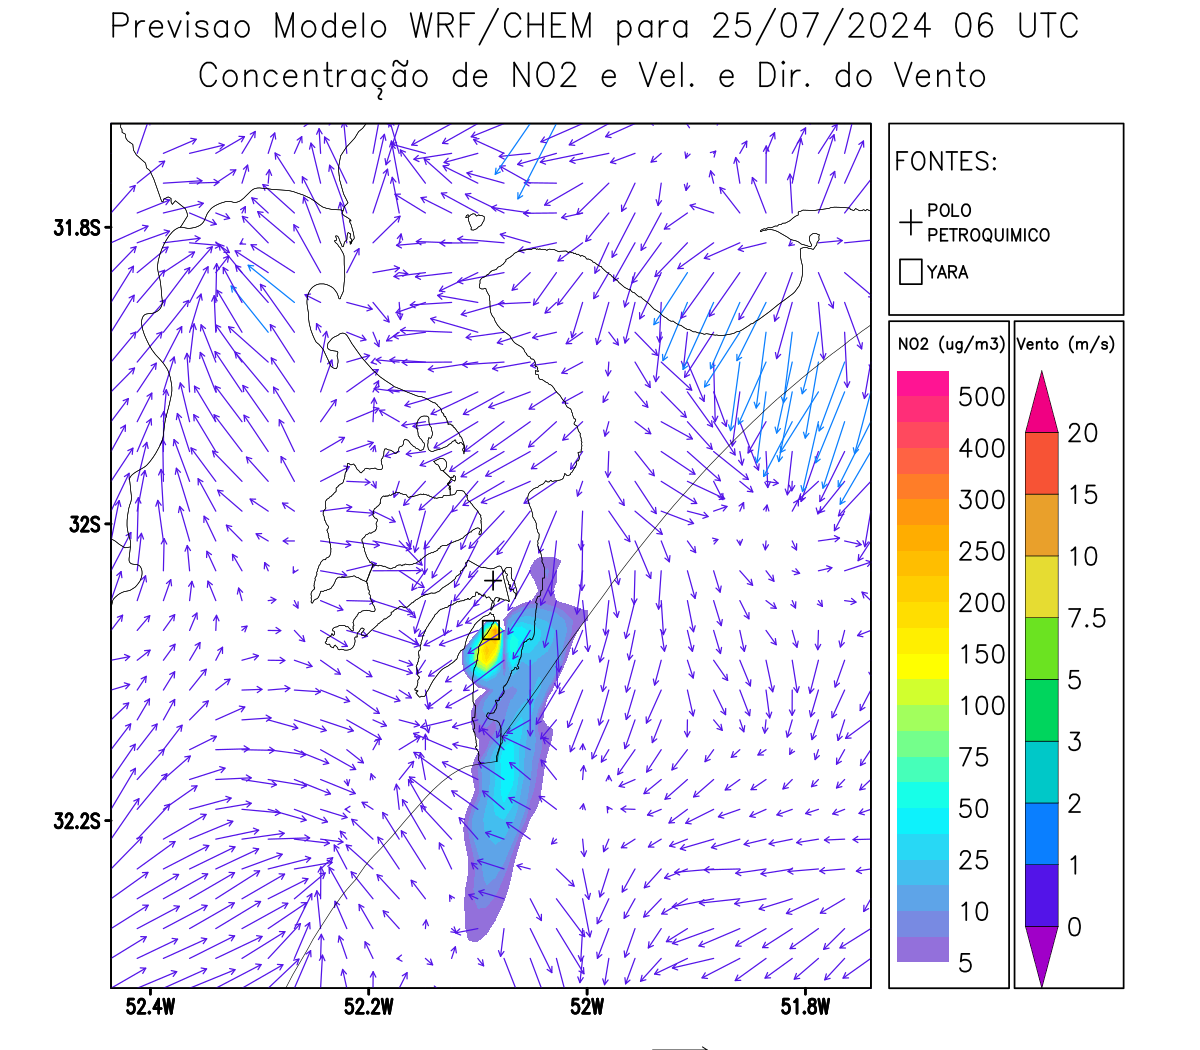 Previsao Modelo WRF/CHEM para 25/07/2024 06 UTC
Concentração de NO2 e Vel. e Dir. do Vento
FONTES:
POLO
PETROQUIMICO
YARA
NO2 (ug/m3)
500
400
300
250
200
150
100
75
50
25
10
5
Vento (m/s)
20
15
10
7.5
5
3
2
1
0
31.8S
32S
32.2S
52.4W
52.2W
52W
51.8W